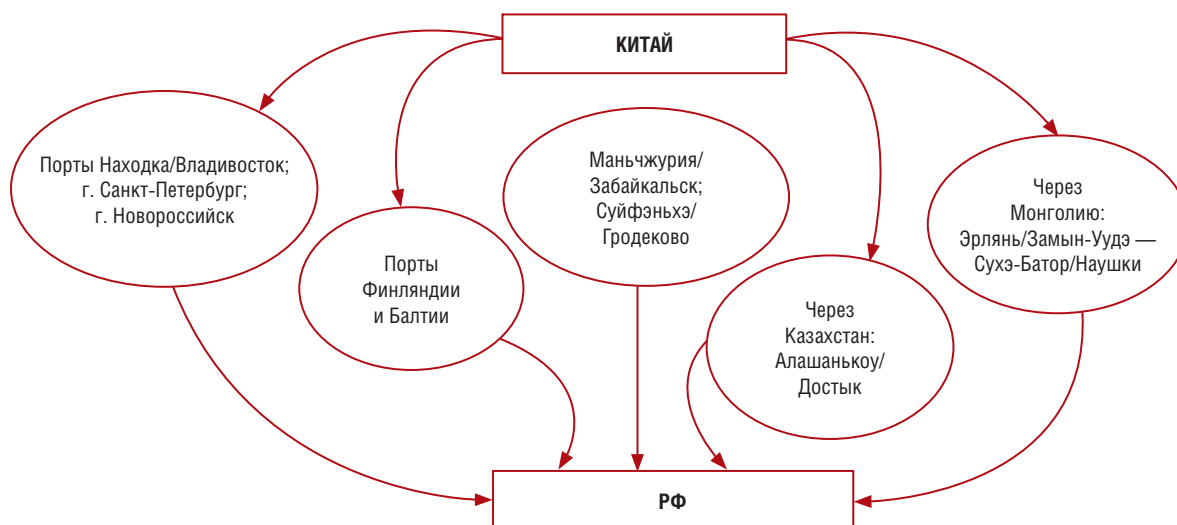 КИТАЙ
Порты Находка/Владивосток;
г. Санкт-Петербург;
г. Новороссийск
Порты
Финляндии
и Балтии
Маньчжурия/
Забайкальск;
Суйфэньхэ/
Гродеково
Через
Казахстан:
Алашанькоу/
Достык
Через
Монголию:
Эрлянь/Замын-Уудэ —
Сухэ-Батор/Наушки
РФ